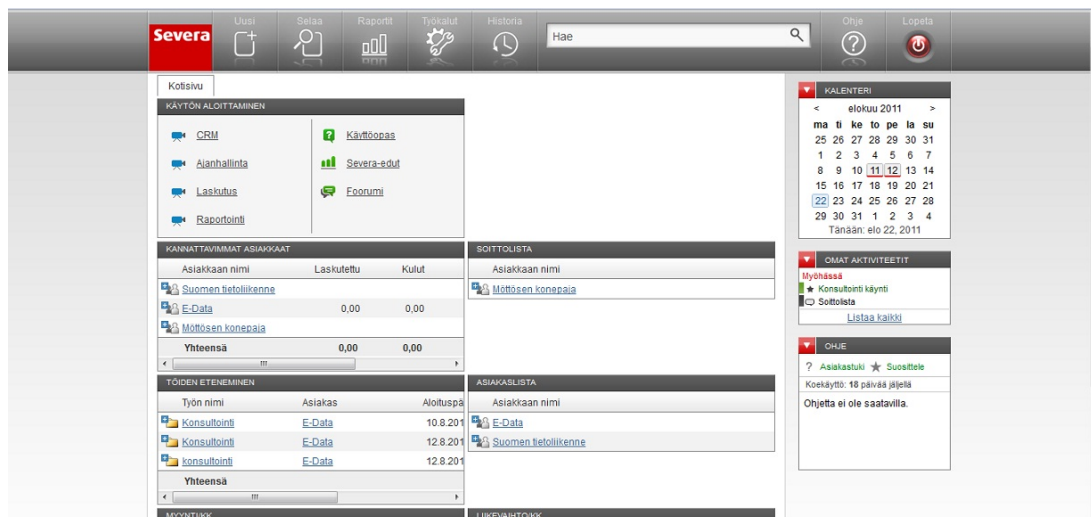 Severa
Uusi
Selaa
Raportit
Työkalut
Historia
Hae
Ohje
Lopeta
Kotisivu
KÄYTÖN ALOITTAMINEN
CRM
Ajanhallinta
Laskutus
Raportointi
Käyttöopas
Severa-edut
Foorumi
KANNATTAVIMMAT ASIAKKAAT
Asiakkaan nimi Laskutettu Kulut
Suomen tietoliikenne
E-Data 0,00 0,00
Möttösen konepaja
Yhteensä 0,00 0,00
SOITTOLISTA
Asiakkaan nimi
Möttösen konepaja
TÖIDEN ETENEMINEN
Työn nimi Asiakas Aloituspä
Konsultointi E-Data 10.8.201
Konsultointi E-Data 12.8.201
konsultointi E-Data 12.8.201
Yhteensä
ASIAKASLISTA
Asiakkaan nimi
E-Data
Suomen tietoliikenne
MYYNTI/KK
LIIKEVAIHTO/KK
KALENTERI
< elokuu 2011 >
ma ti ke to pe la su
25 26 27 28 29 30 31
1 2 3 4 5 6 7
8 9 10 11 12 13 14
15 16 17 18 19 20 21
22 23 24 25 26 27 28
29 30 31 1 2 3 4
Tänään: elo 22, 2011
OMAT AKTIVITEETIT
Myöhässä
Konsultointi käynti
Soittolista
Listaa kaikki
OHJE
? Asiakastuki Suosittele
Koekäyttö: 18 päivää jäljellä
Ohjetta ei ole saatavilla.